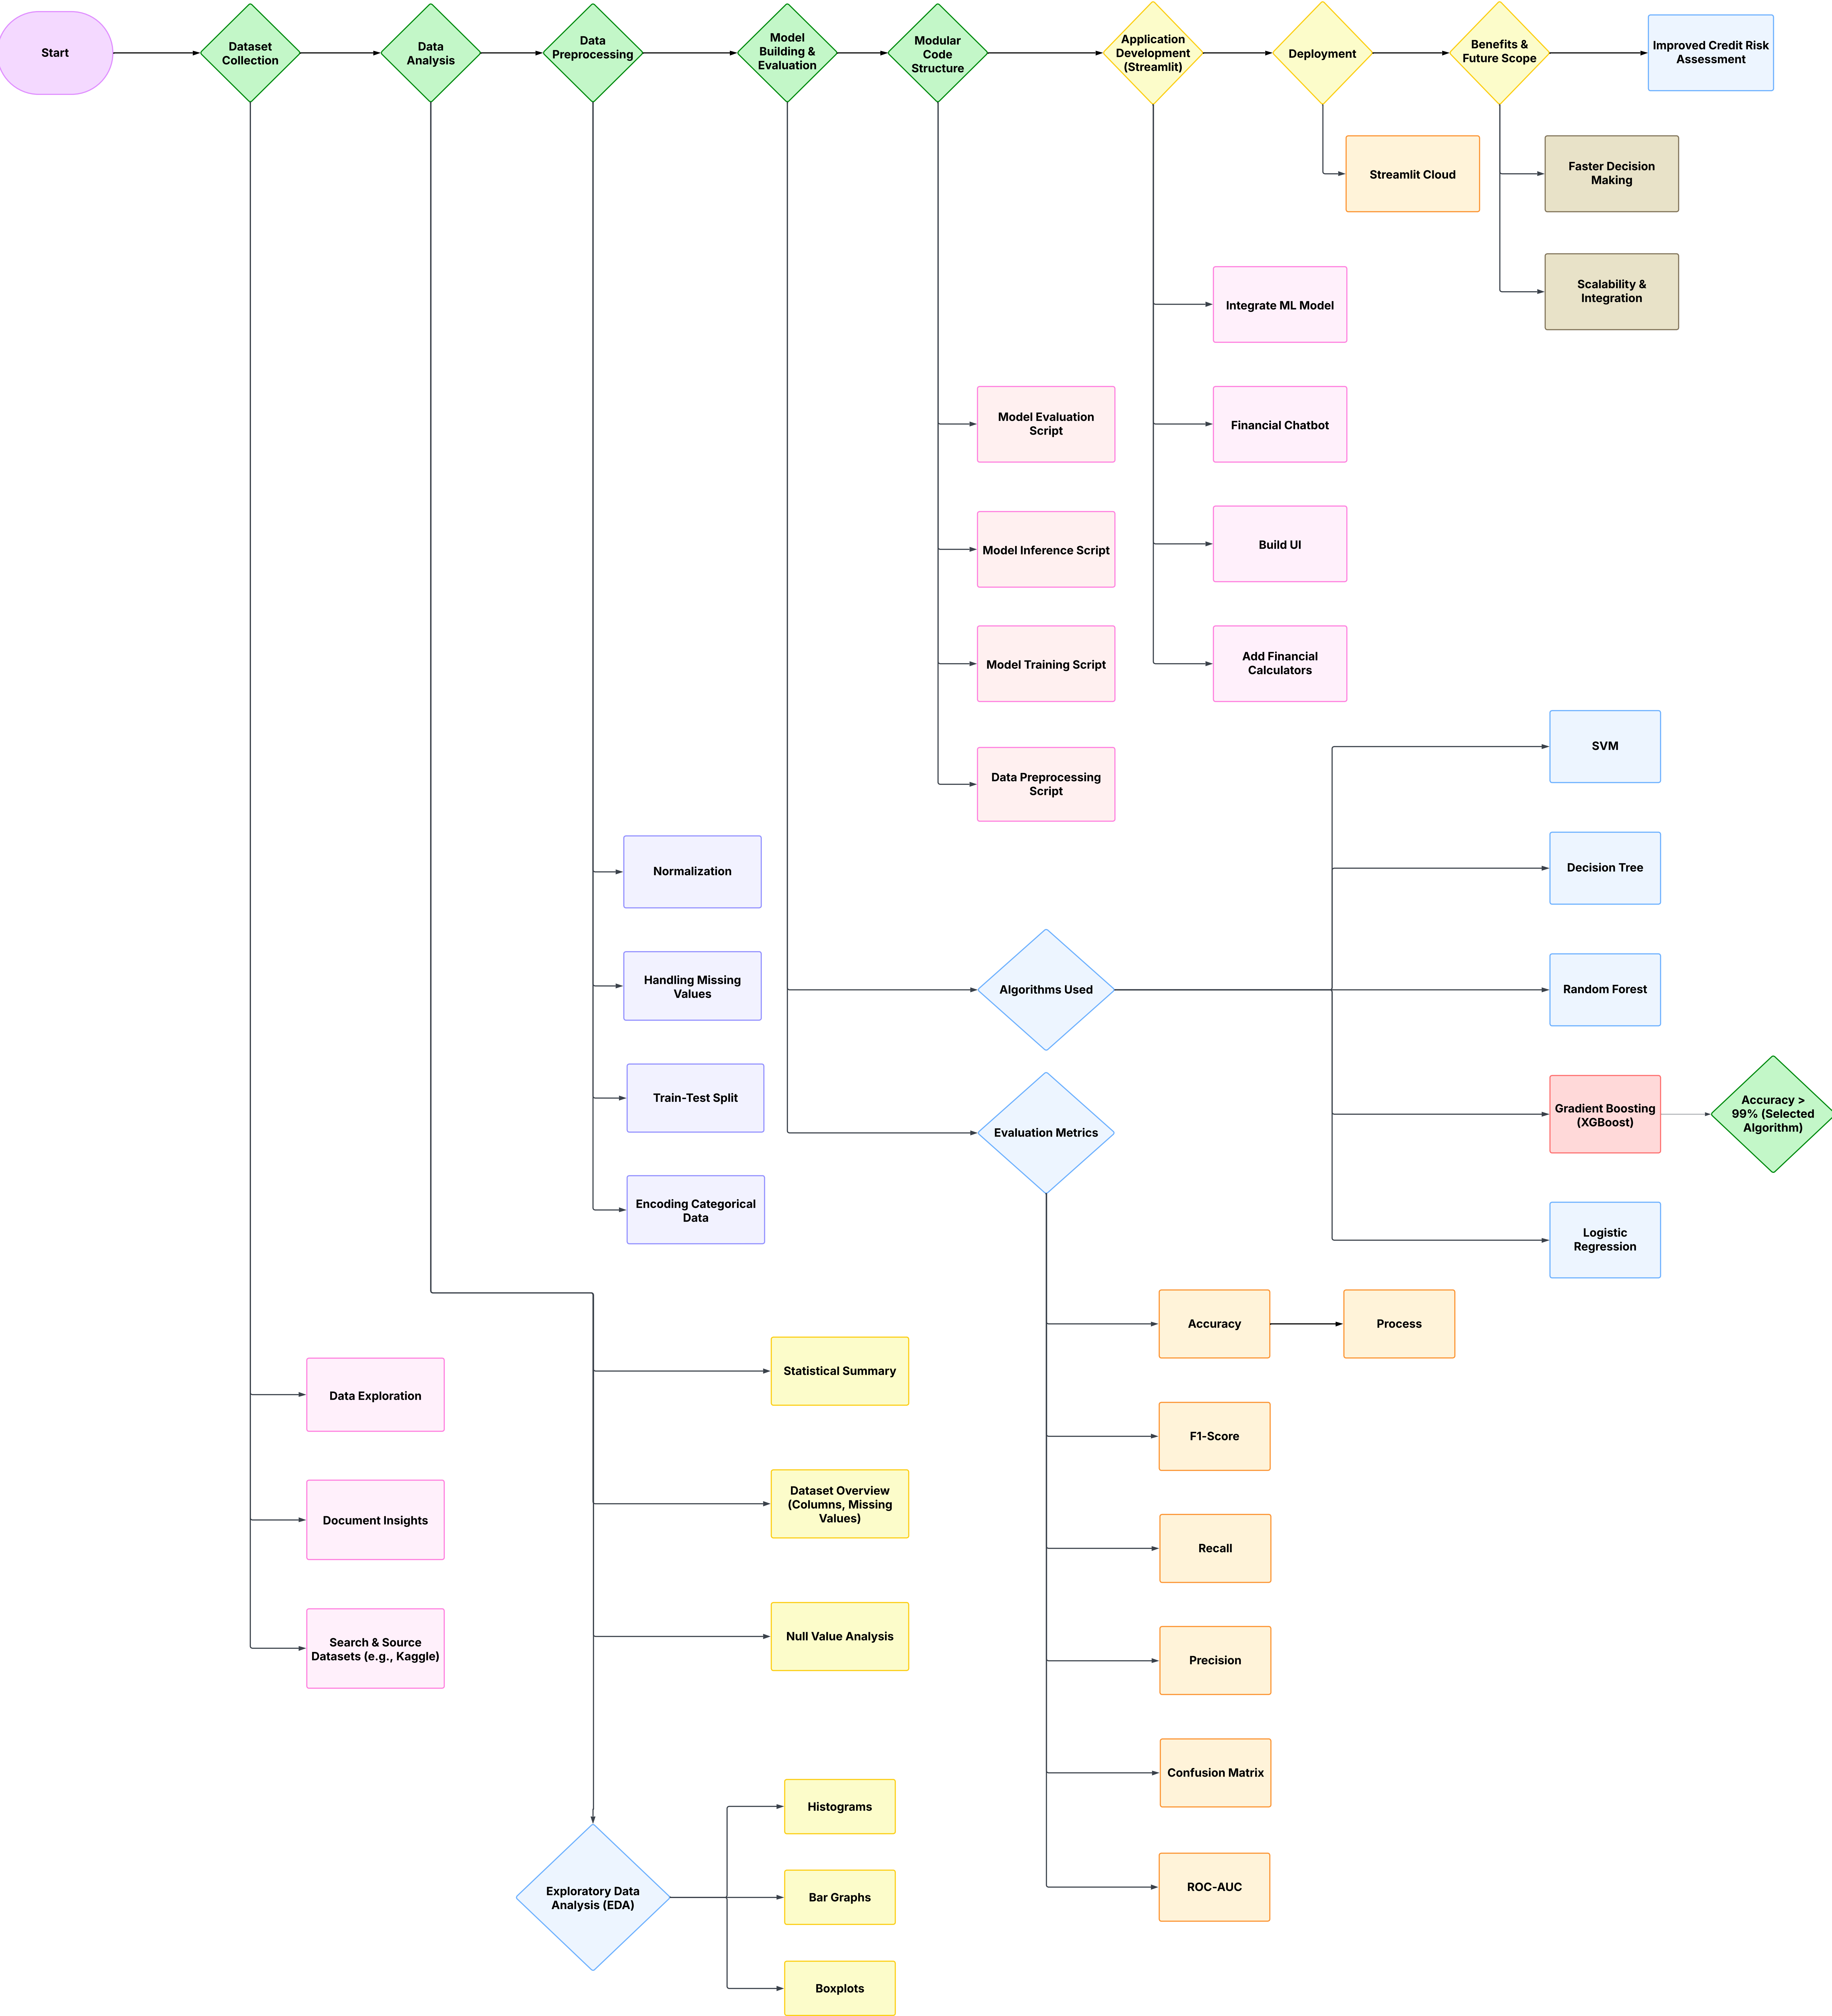 Start
Dataset
Collection
Data
Analysis
Data
Preprocessing
Model
Building &
Evaluation
Modular
Code
Structure
Application
Development
(Streamlit)
Deployment
Benefits &
Future Scope
Improved Credit Risk
Assessment
Streamlit Cloud
Faster Decision
Making
Scalability &
Integration
Integrate ML Model
Financial Chatbot
Build UI
Add Financial
Calculators
Model Evaluation
Script
Model Inference Script
Model Training Script
Data Preprocessing
Script
Normalization
Handling Missing
Values
Train-Test Split
Encoding Categorical
Data
Algorithms Used
Evaluation Metrics
SVM
Decision Tree
Random Forest
Gradient Boosting
(XGBoost)
Accuracy >
99% (Selected
Algorithm)
Logistic
Regression
Accuracy
Process
F1-Score
Recall
Precision
Confusion Matrix
ROC-AUC
Data Exploration
Document Insights
Search & Source
Datasets (e.g., Kaggle)
Statistical Summary
Dataset Overview
(Columns, Missing
Values)
Null Value Analysis
Exploratory Data
Analysis (EDA)
Histograms
Bar Graphs
Boxplots